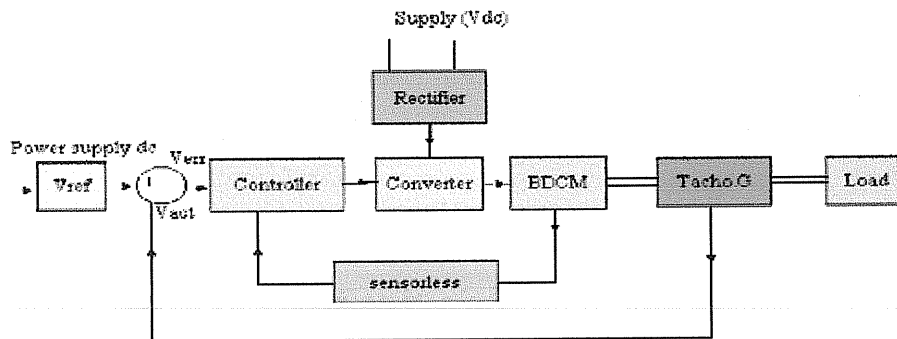 Supply (Vdc)
Rectifier
Power supply dc
Vref
Verr
Vact
Controller
Converter
BDCM
Tacho.G
Load
sensorless